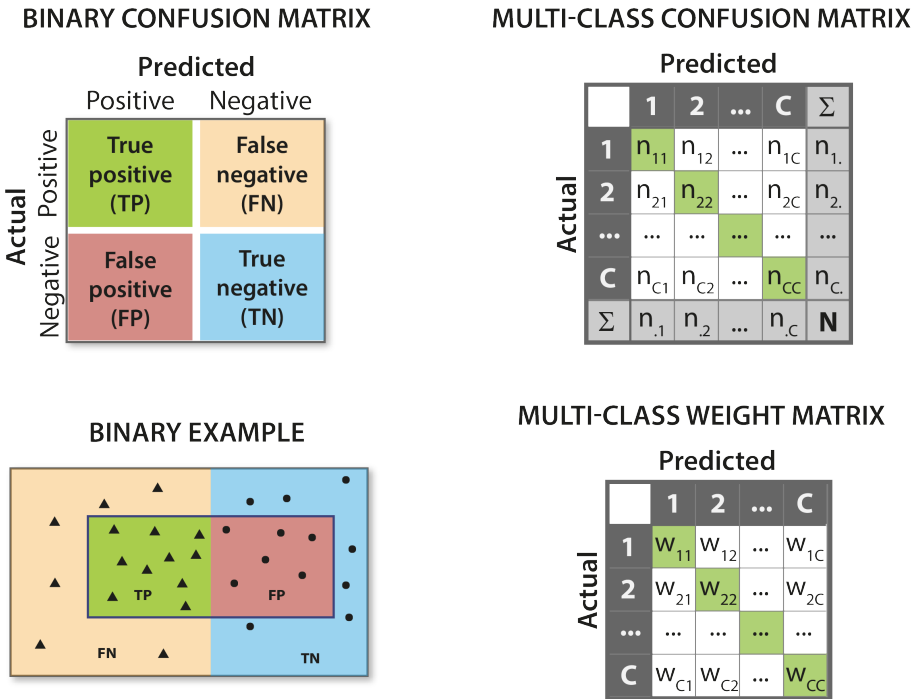 BINARY CONFUSION MATRIX
Predicted
Positive Negative
Actual
Positive
Negative
True positive (TP)
False negative (FN)
False positive (FP)
True negative (TN)
MULTI-CLASS CONFUSION MATRIX
Predicted
Actual
1 2 ... C Σ
1 n11 n12 ... n1C n1.
2 n21 n22 ... n2C n2.
... ... ... ... ... ...
C nC1 nC2 ... nCC nC.
Σ n.1 n.2 ... n.C N
BINARY EXAMPLE
TP
FP
FN
TN
MULTI-CLASS WEIGHT MATRIX
Predicted
Actual
1 2 ... C
1 w11 w12 ... w1C
2 w21 w22 ... w2C
... ... ... ... ...
C wC1 wC2 ... wCC